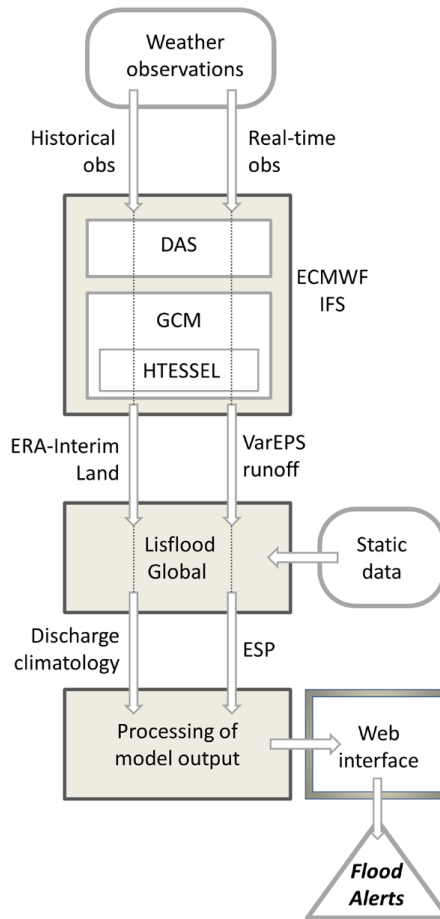 Weather
observations
Historical
obs
Real-time
obs
DAS
ECMWF
IFS
GCM
HTESSEL
ERA-Interim
Land
VarEPS
runoff
Lisflood
Global
Static
data
Discharge
climatology
ESP
Processing of
model output
Web
interface
Flood
Alerts